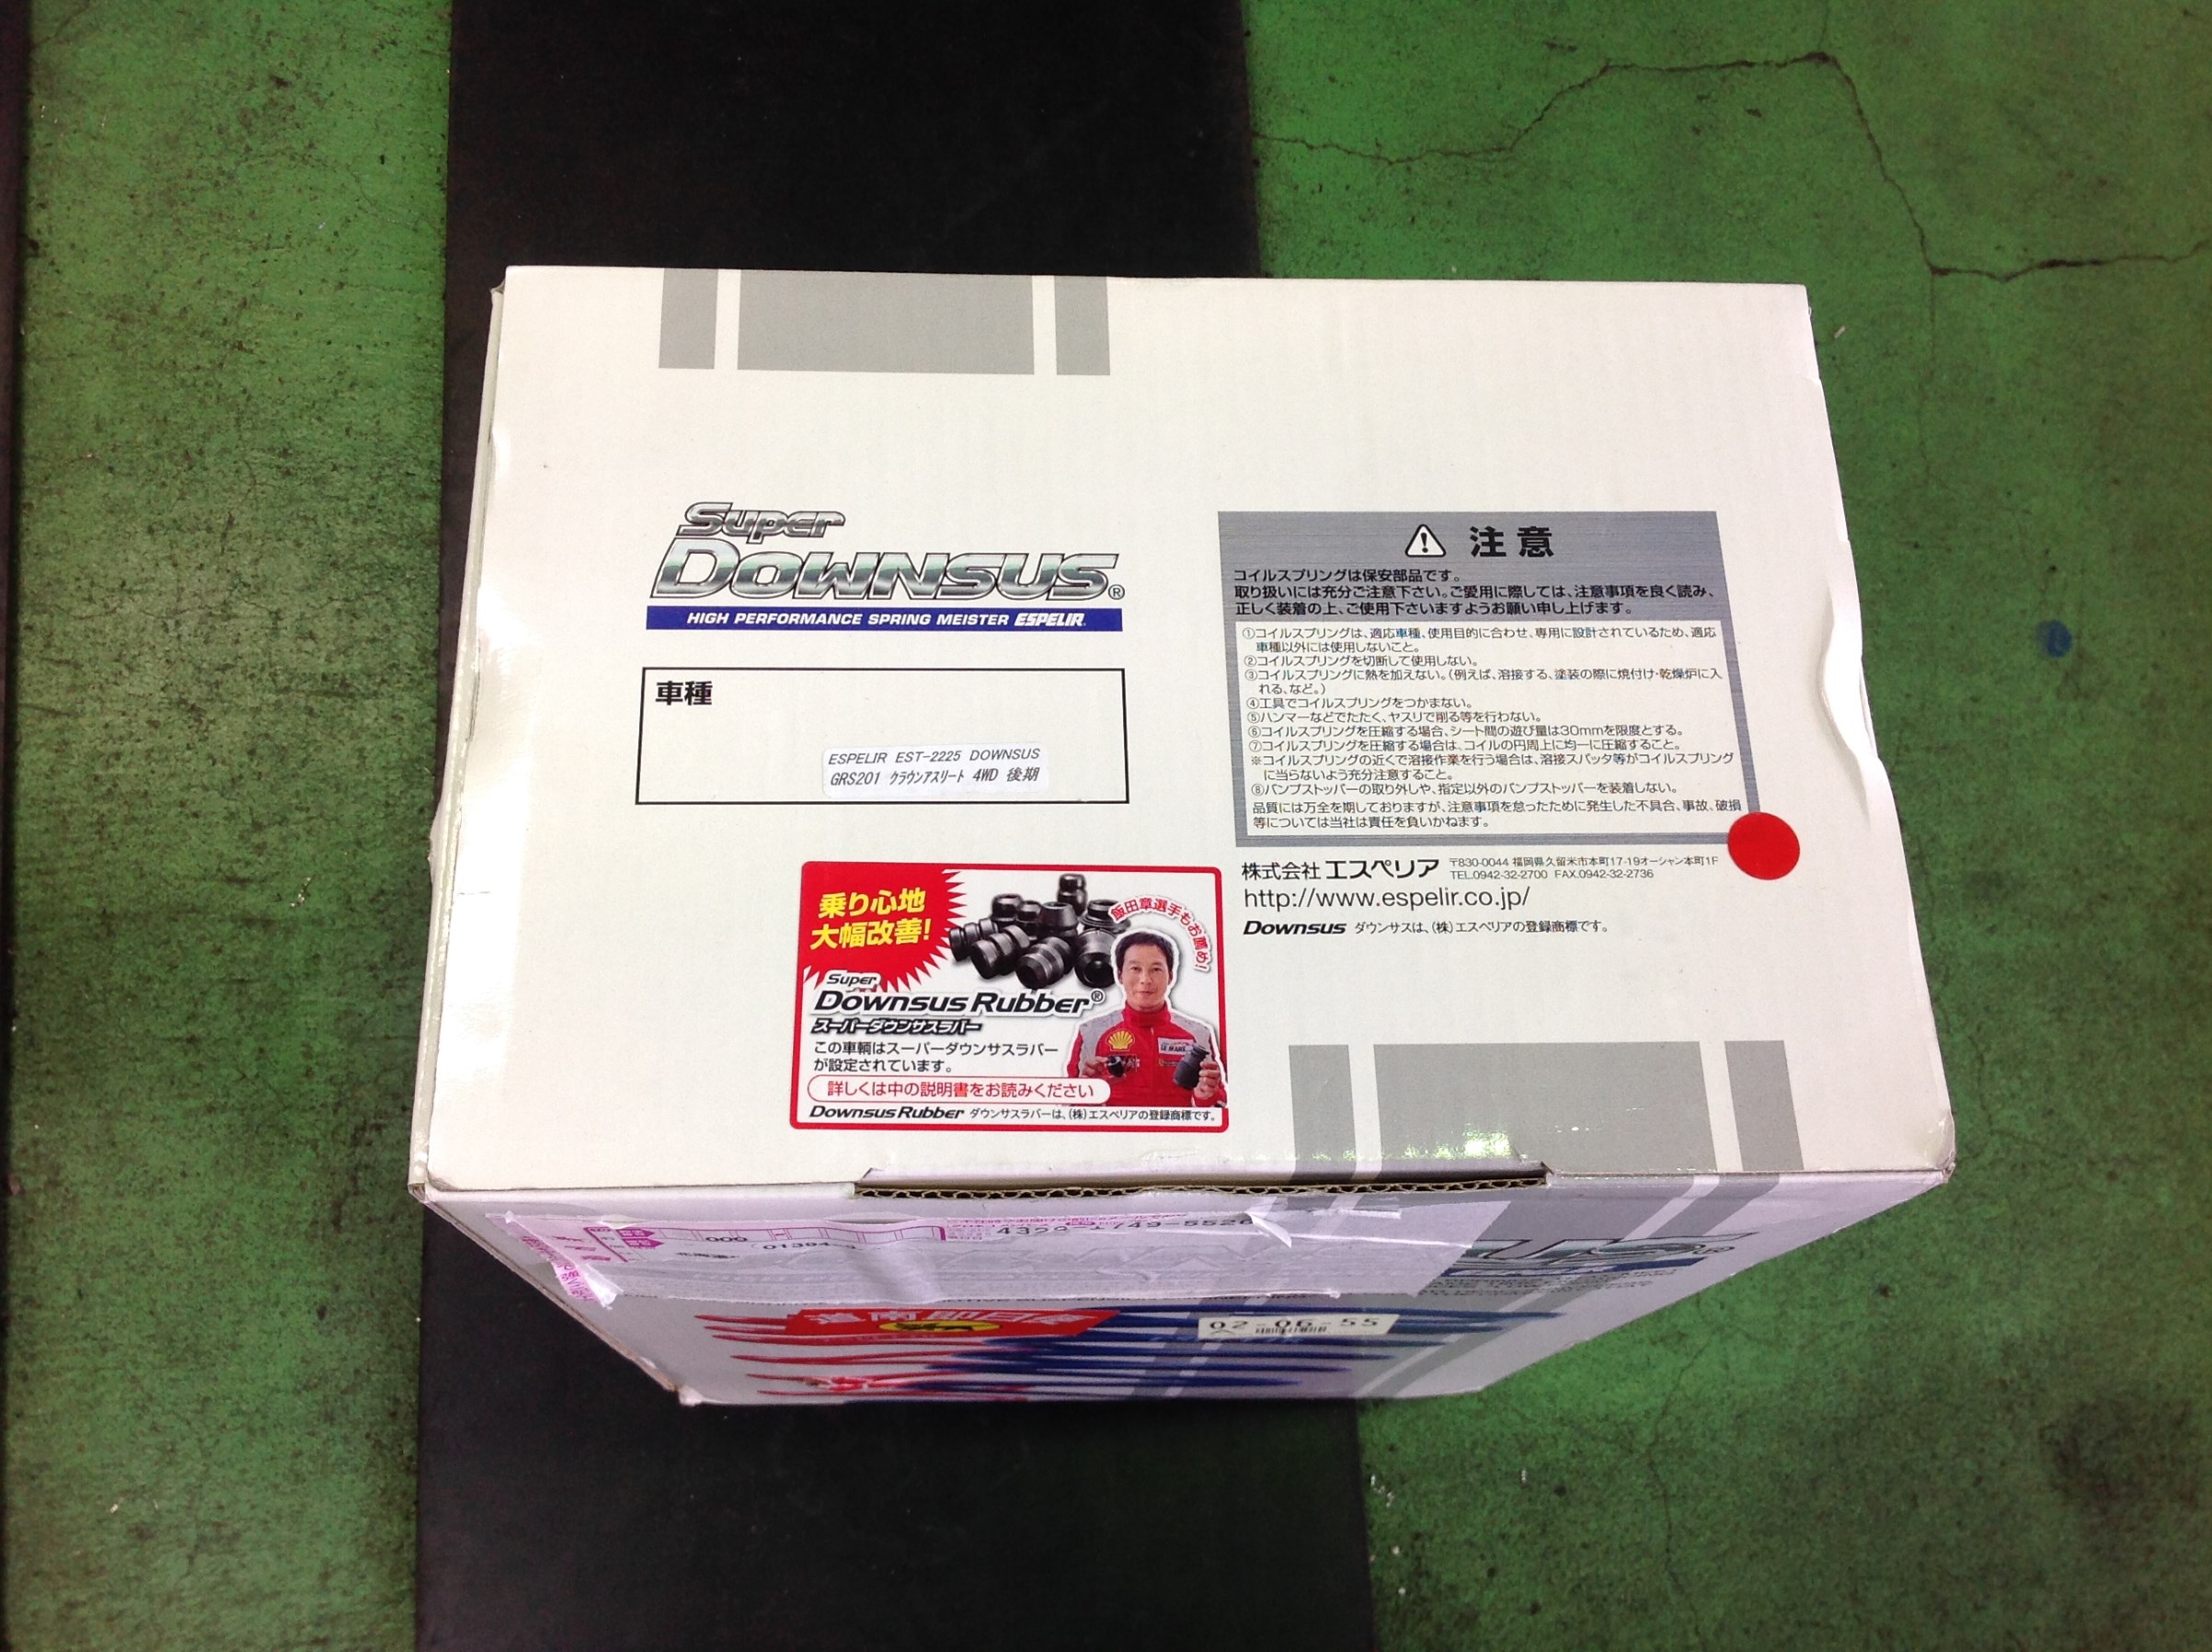 Super
DOWNSUS®
HIGH PERFORMANCE SPRING MEISTER ESPELIR
車種
ESPELIR EST-2225 DOWNSUS
GRS201 クラウンアスリート 4WD 後期
注意
コイルスプリングは保安部品です。
取り扱いには充分ご注意下さい。ご愛用に際しては、注意事項を良く読み、
正しく装着の上、ご使用下さいますようお願い申し上げます。
①コイルスプリングは、適応車種、使用目的に合わせ、専用に設計されているため、適応
車種以外には使用しないこと。
②コイルスプリングを切断して使用しない。
③コイルスプリングに熱を加えない。(例えば、溶接する、塗装の際に焼付け・乾燥炉に入
れる、など。)
④工具でコイルスプリングをつかまない。
⑤ハンマーなどでたたく、ヤスリで削る等を行わない。
⑥コイルスプリングを圧縮する場合、シート間の遊び量は30mmを限度とする。
⑦コイルスプリングを圧縮する場合は、コイルの円周上に均一に圧縮すること。
※コイルスプリングの近くで溶接作業を行う場合は、溶接スパッタ等がコイルスプリング
に当らないよう充分注意すること。
⑧バンプストッパーの取り外しや、指定以外のバンプストッパーを装着しない。
品質には万全を期しておりますが、注意事項を怠ったために発生した不具合、事故、破損
等については当社は責任を負いかねます。
株式会社エスペリア 〒830-0044 福岡県久留米市本町17-19オーシャン本町1F
TEL.0942-32-2700 FAX.0942-32-2736
http://www.espelir.co.jp/
Downsus ダウンサスは、(株)エスペリアの登録商標です。
乗り心地
大幅改善!
飯田章選手もお薦め!
Super
Downsus Rubber®
スーパーダウンサスラバー
この車輌はスーパーダウンサスラバー
が設定されています。
詳しくは中の説明書をお読みください
Downsus Rubber ダウンサスラバーは、(株)エスペリアの登録商標です。
000
02-06-55